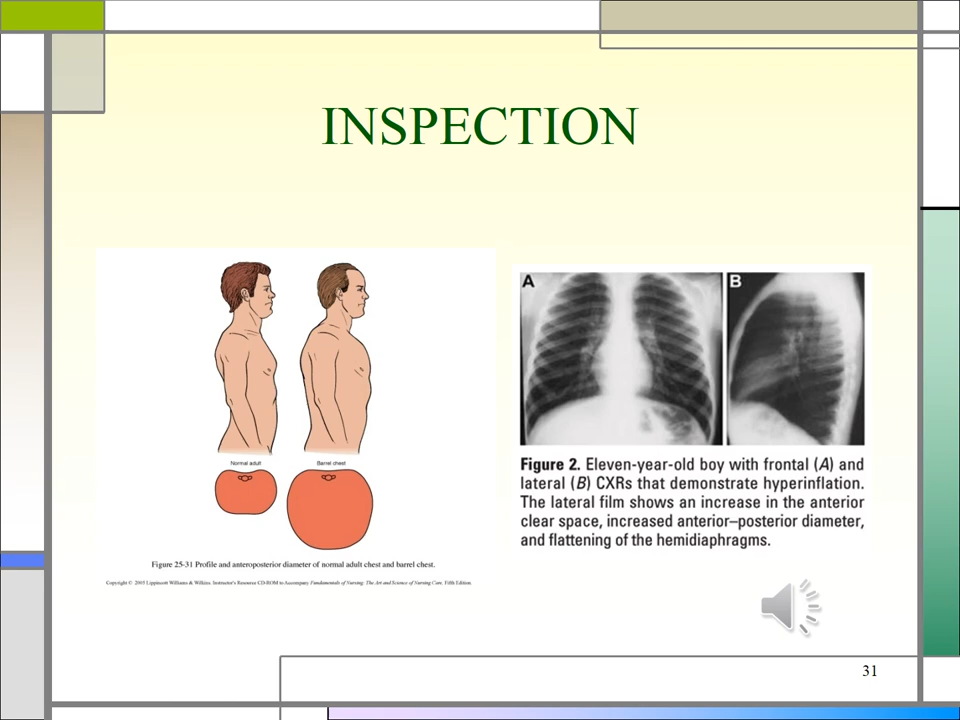 INSPECTION
Normal adult
Barrel chest
Figure 25-31 Profile and anteroposterior diameter of normal adult chest and barrel chest.
Copyright © 2005 Lippincott Williams & Wilkins. Instructor's Resource CD-ROM to Accompany Fundamentals of Nursing: The Art and Science of Nursing Care, Fifth Edition.
A
B
Figure 2. Eleven-year-old boy with frontal (A) and
lateral (B) CXRs that demonstrate hyperinflation.
The lateral film shows an increase in the anterior
clear space, increased anterior–posterior diameter,
and flattening of the hemidiaphragms.
31